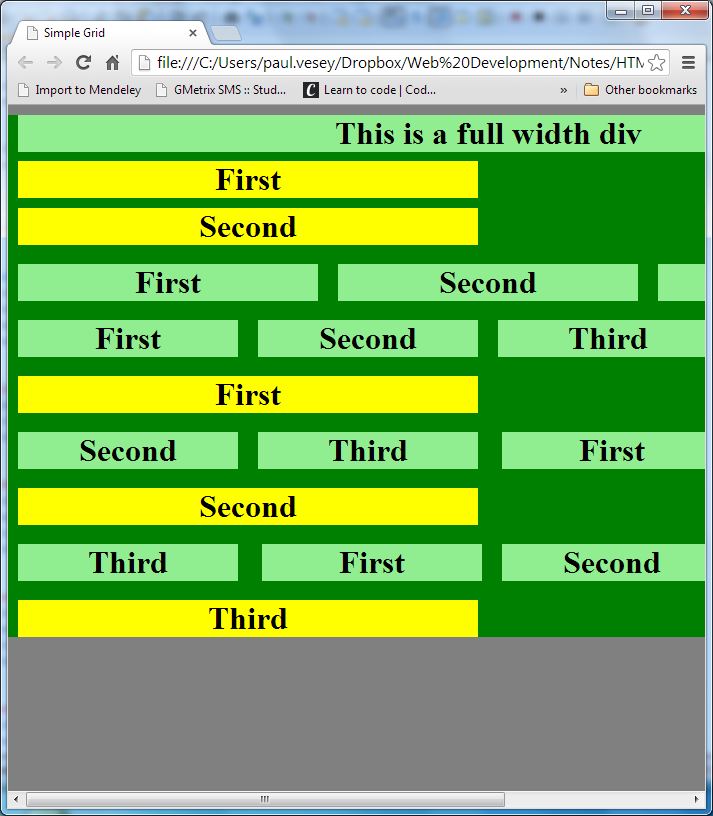 Simple Grid
file:///C:/Users/paul.vesey/Dropbox/Web%20Development/Notes/HTM
Import to Mendeley GMetrix SMS :: Stud... Learn to code | Cod... » Other bookmarks
This is a full width div
First
Second
First Second
First Second Third
First
Second Third First
Second
Third First Second
Third